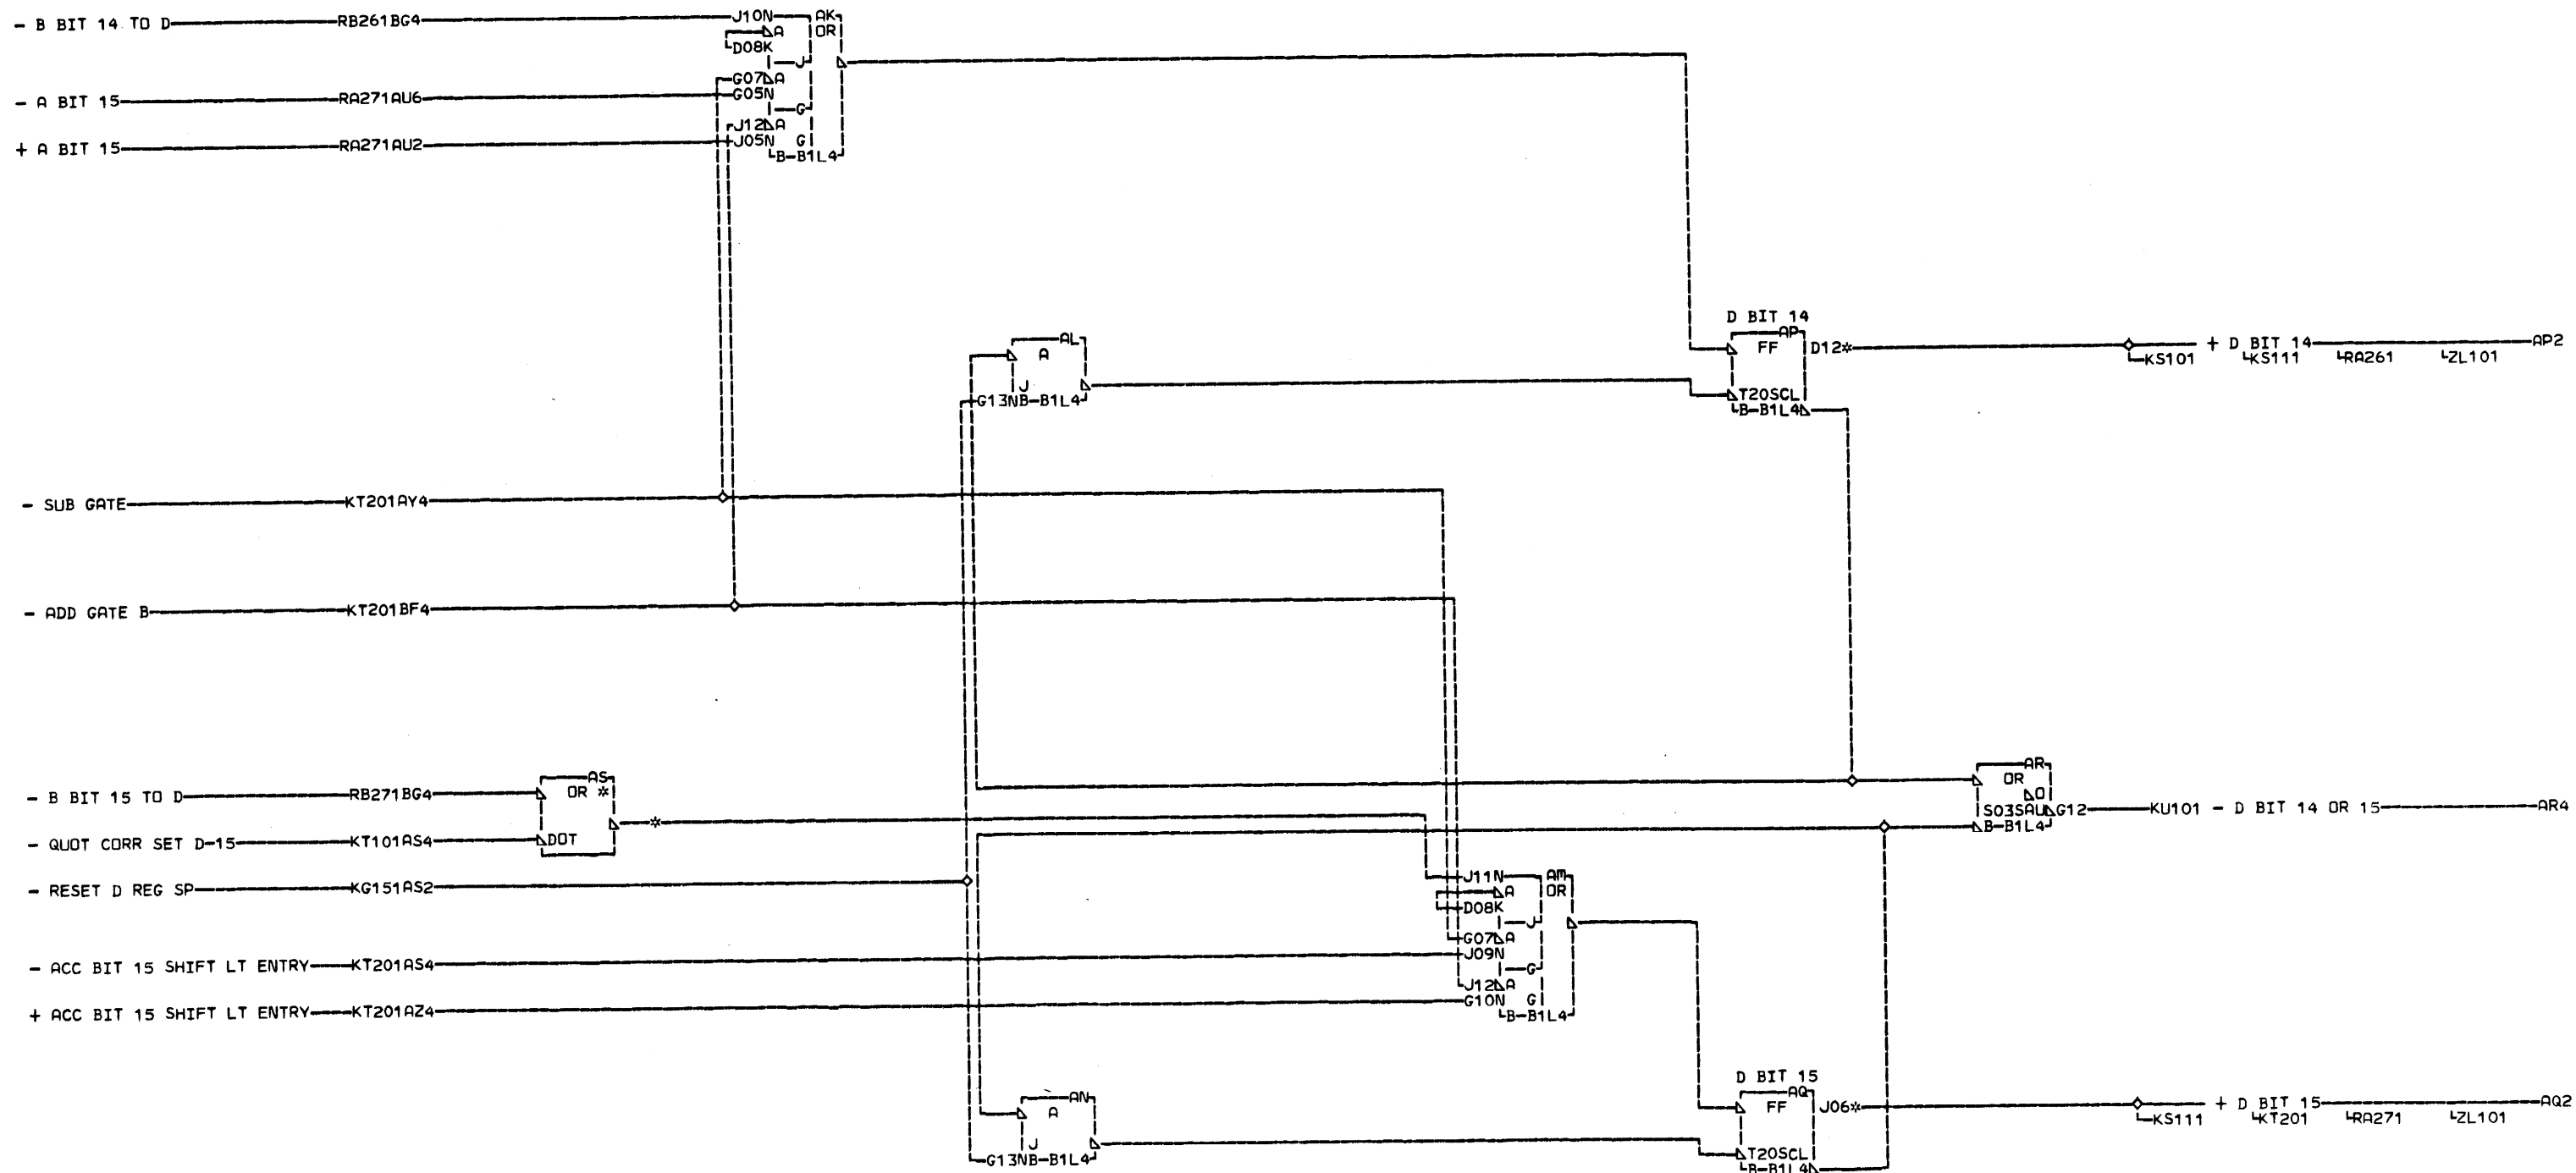 - B BIT 14 TO D RB261BG4 J10N AK
A OR
D08K
J
G07 A
- A BIT 15 RA271AU6 G05N
G
J12 A
+ A BIT 15 RA271AU2 J05N G
B-B1L4
D BIT 14
AL AP
A FF D12* + D BIT 14 AP2
KS101 KS111 RA261 ZL101
J
G13NB-B1L4 T20SCL
B-B1L4
- SUB GATE KT201AY4
- ADD GATE B KT201BF4
AS AR
- B BIT 15 TO D RB271BG4 OR * OR
O
S03SAU G12 KU101 - D BIT 14 OR 15 AR4
*
B-B1L4
- QUOT CORR SET D-15 KT101AS4 DOT
J11N AM
- RESET D REG SP KG151AS2 A OR
D08K
J
G07 A
- ACC BIT 15 SHIFT LT ENTRY KT201AS4 J09N
G
J12 A
+ ACC BIT 15 SHIFT LT ENTRY KT201AZ4 G10N G
B-B1L4
D BIT 15
AN AQ
A FF J06* + D BIT 15 AQ2
KS111 KT201 RA271 ZL101
J
G13NB-B1L4 T20SCL
B-B1L4